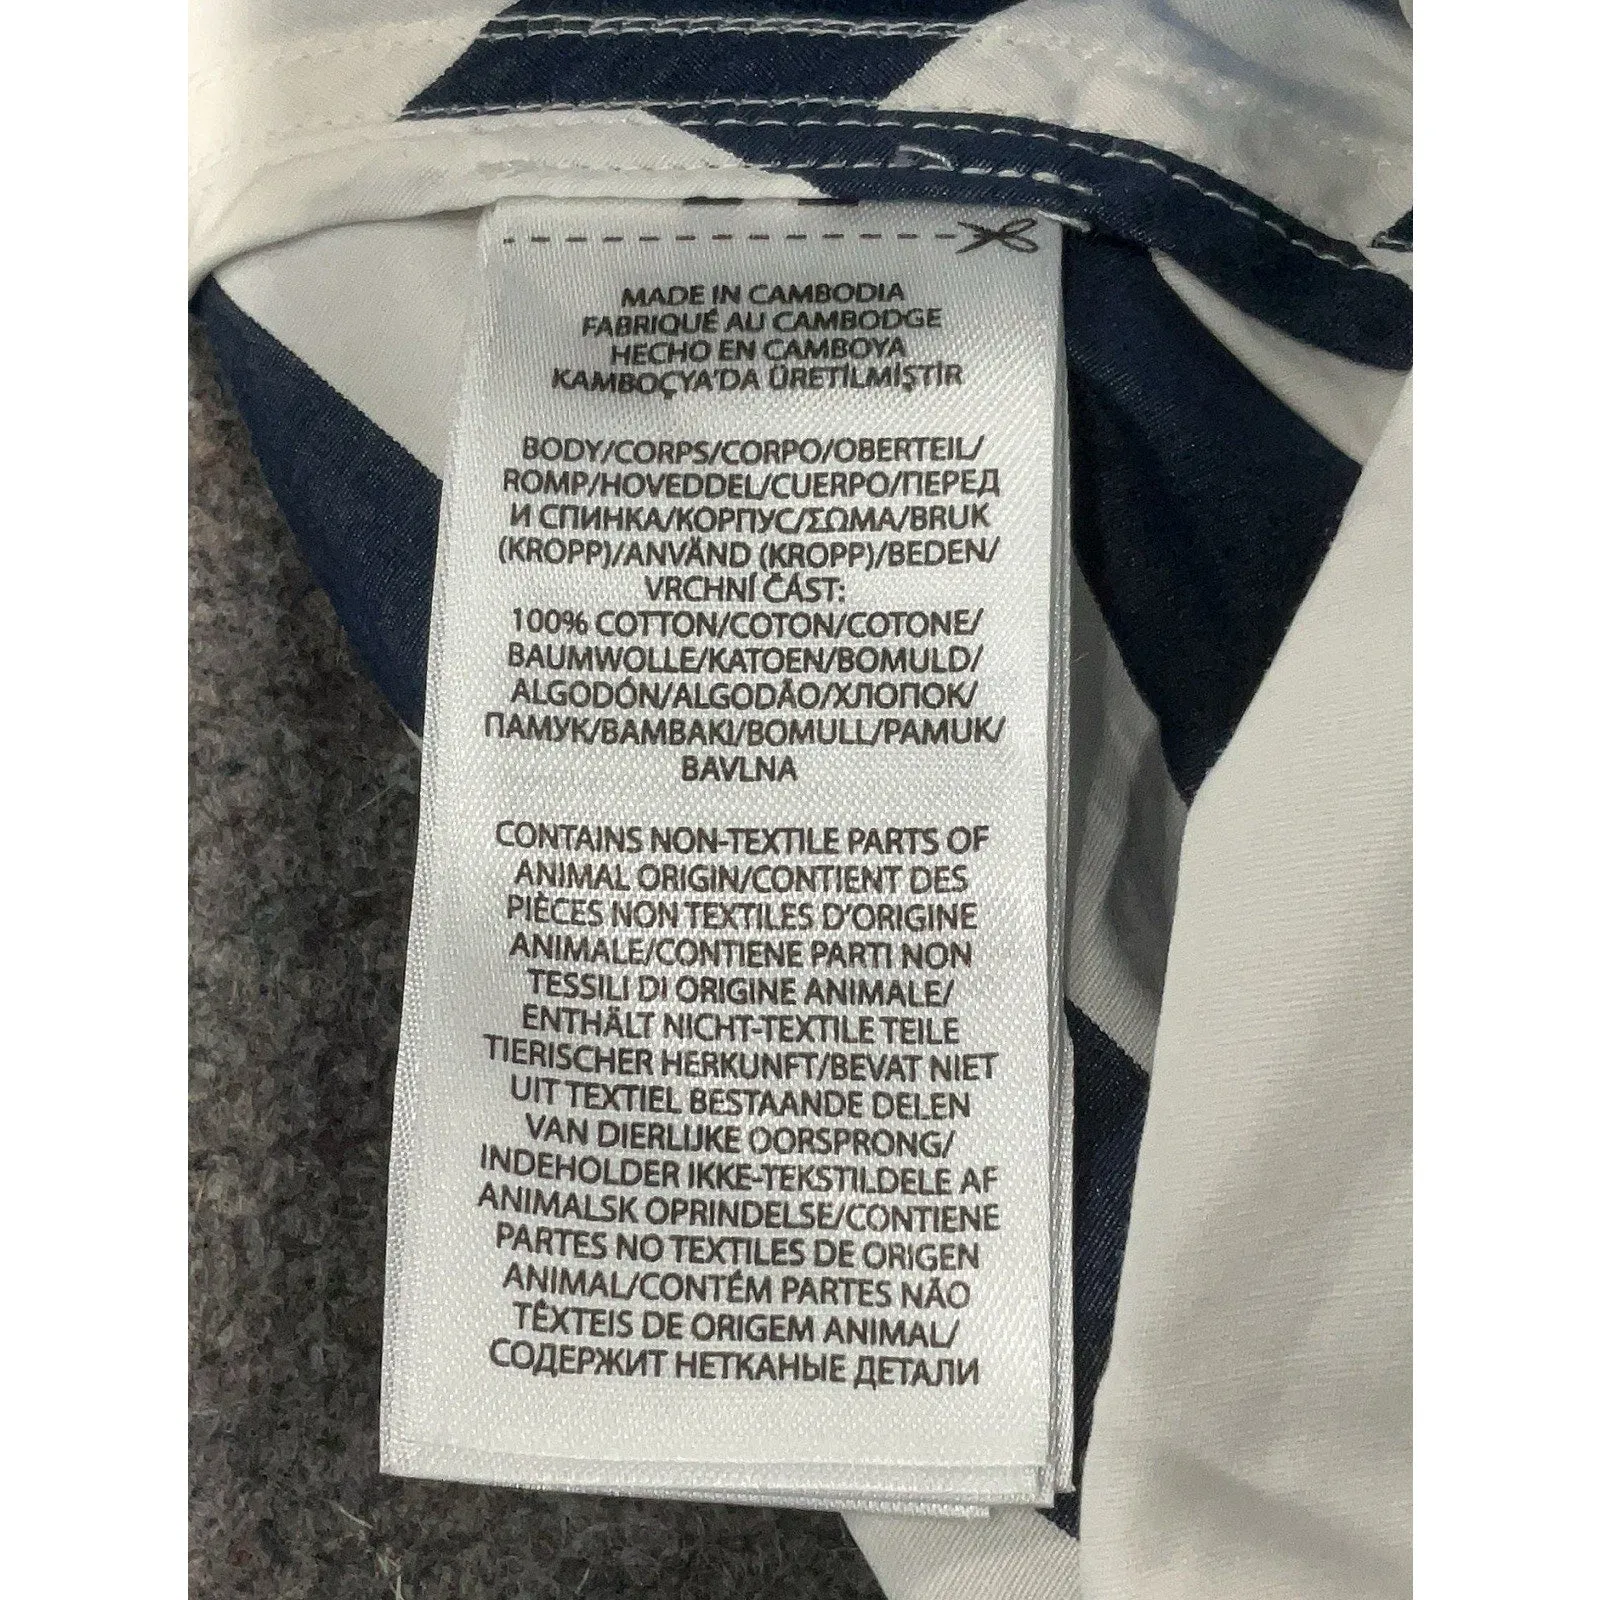 MADE IN CAMBODIA
FABRIQUÉ AU CAMBODGE
HECHO EN CAMBOYA
KAMBOÇYA'DA ÜRETİLMİŞTİR
BODY/CORPS/CORPO/OBERTEIL/
ROMP/HOVEDDEL/CUERPO/ПЕРЕД
И СПИНКА/КОРПУС/ΣΩΜΑ/BRUK
(KROPP)/ANVÄND (KROPP)/BEDEN/
VRCHNÍ ČÁST:
100% COTTON/COTON/COTONE/
BAUMWOLLE/KATOEN/BOMULD/
ALGODÓN/ALGODÃO/ХЛОПОК/
ПАМУК/ΒΑΜΒΑΚΙ/BOMULL/PAMUK/
BAVLNA
CONTAINS NON-TEXTILE PARTS OF
ANIMAL ORIGIN/CONTIENT DES
PIÈCES NON TEXTILES D'ORIGINE
ANIMALE/CONTIENE PARTI NON
TESSILI DI ORIGINE ANIMALE/
ENTHÄLT NICHT-TEXTILE TEILE
TIERISCHER HERKUNFT/BEVAT NIET
UIT TEXTIEL BESTAANDE DELEN
VAN DIERLIJKE OORSPRONG/
INDEHOLDER IKKE-TEKSTILDELE AF
ANIMALSK OPRINDELSE/CONTIENE
PARTES NO TEXTILES DE ORIGEN
ANIMAL/CONTÉM PARTES NÃO
TÊXTEIS DE ORIGEM ANIMAL/
СОДЕРЖИТ НЕТКАНЫЕ ДЕТАЛИ